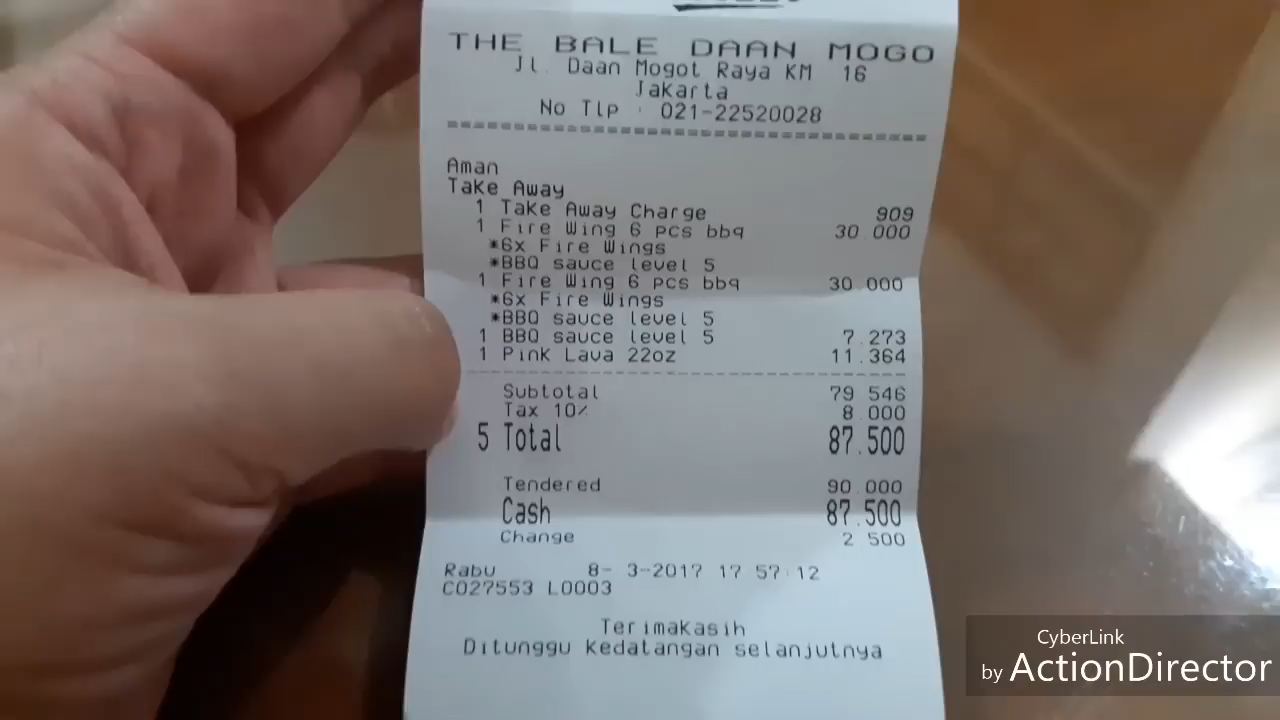 THE BALE DAAN MOGO
Jl. Daan Mogot Raya KM 16
Jakarta
No Tlp : 021-22520028
Aman
Take Away
1 Take Away Charge 909
1 Fire Wing 6 pcs bbq 30.000
*6x Fire Wings
*BBQ sauce level 5
1 Fire Wing 6 pcs bbq 30.000
*6x Fire Wings
*BBQ sauce level 5
1 BBQ sauce level 5 7.273
1 Pink Lava 22oz 11.364
Subtotal 79.546
Tax 10% 8.000
5 Total 87.500
Tendered 90.000
Cash 87.500
Change 2.500
Rabu 8- 3-2017 17:57:12
C027553 L0003
Terimakasih
Ditunggu kedatangan selanjutnya
CyberLink
by ActionDirector